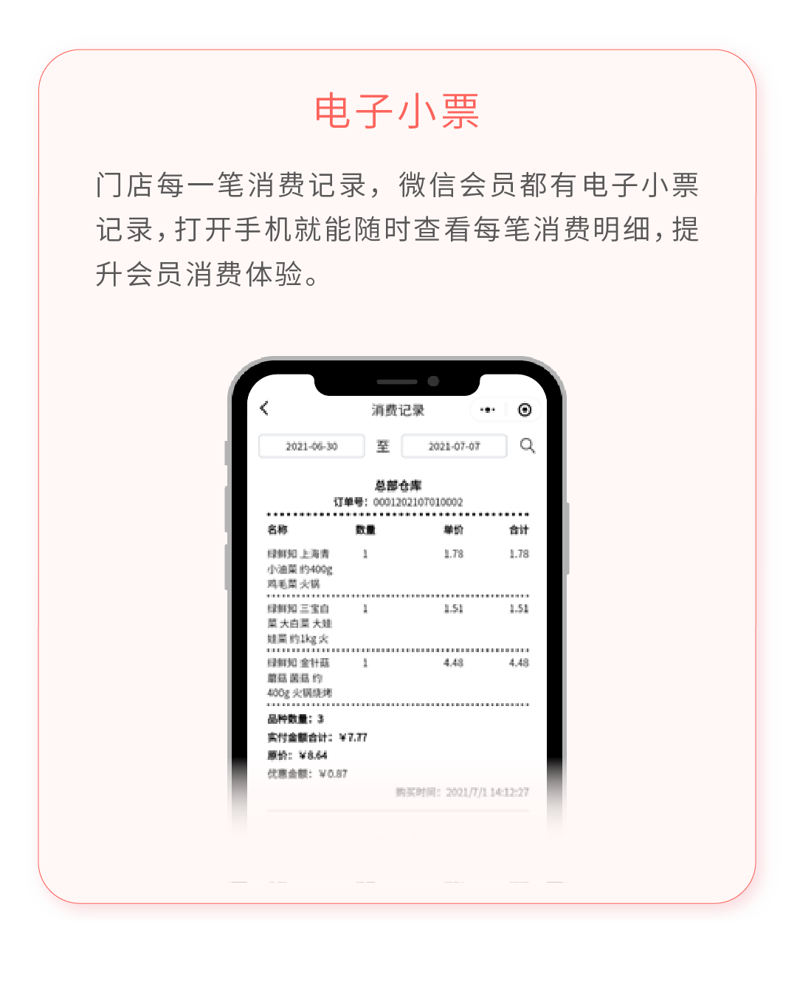 电子小票
门店每一笔消费记录，微信会员都有电子小票
记录，打开手机就能随时查看每笔消费明细，提
升会员消费体验。
消费记录
2021-06-30 至 2021-07-07
总部仓库
订单号：0001202107010002
名称 数量 单价 合计
绿鲜知 上海青 1 1.78 1.78
小油菜 约400g
鸡毛菜 火锅
绿鲜知 三宝白 1 1.51 1.51
菜 大白菜 大娃
娃菜 约1kg 火
绿鲜知 金针菇 1 4.48 4.48
蘑菇 菌菇 约
400g 火锅烧烤
品种数量：3
实付金额合计：￥7.77
原价：￥8.64
优惠金额：￥0.87
购买时间：2021/7/1 14:12:27